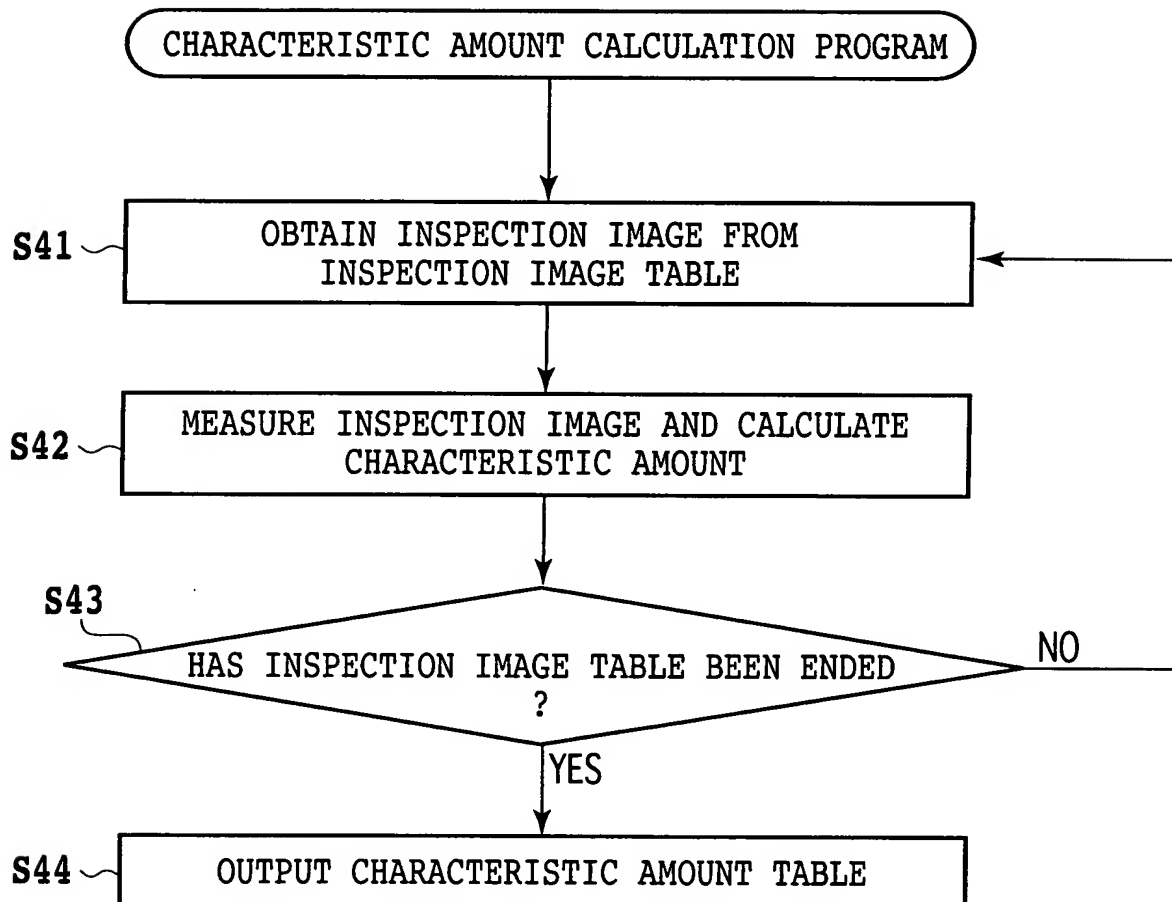 CHARACTERISTIC AMOUNT CALCULATION PROGRAM
S41
OBTAIN INSPECTION IMAGE FROM
INSPECTION IMAGE TABLE
S42
MEASURE INSPECTION IMAGE AND CALCULATE
CHARACTERISTIC AMOUNT
S43
HAS INSPECTION IMAGE TABLE BEEN ENDED
?
NO
YES
S44
OUTPUT CHARACTERISTIC AMOUNT TABLE